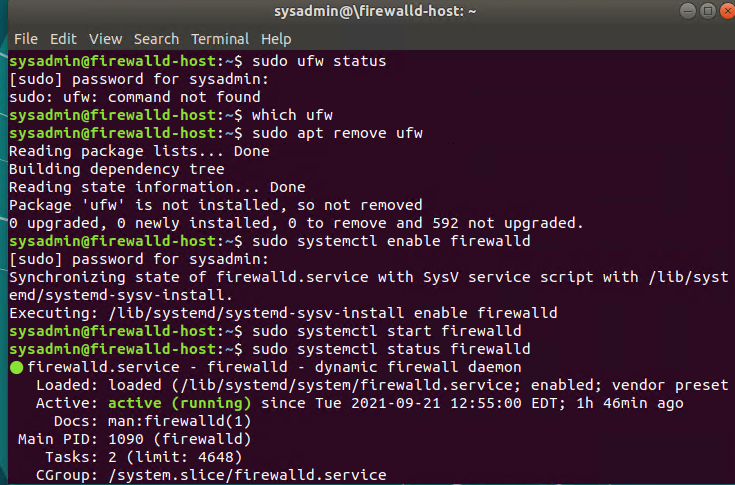 sysadmin@\firewalld-host: ~
File Edit View Search Terminal Help
sysadmin@firewalld-host:~$ sudo ufw status
[sudo] password for sysadmin:
sudo: ufw: command not found
sysadmin@firewalld-host:~$ which ufw
sysadmin@firewalld-host:~$ sudo apt remove ufw
Reading package lists... Done
Building dependency tree
Reading state information... Done
Package 'ufw' is not installed, so not removed
0 upgraded, 0 newly installed, 0 to remove and 592 not upgraded.
sysadmin@firewalld-host:~$ sudo systemctl enable firewalld
[sudo] password for sysadmin:
Synchronizing state of firewalld.service with SysV service script with /lib/syst
emd/systemd-sysv-install.
Executing: /lib/systemd/systemd-sysv-install enable firewalld
sysadmin@firewalld-host:~$ sudo systemctl start firewalld
sysadmin@firewalld-host:~$ sudo systemctl status firewalld
● firewalld.service - firewalld - dynamic firewall daemon
   Loaded: loaded (/lib/systemd/system/firewalld.service; enabled; vendor preset
   Active: active (running) since Tue 2021-09-21 12:55:00 EDT; 1h 46min ago
     Docs: man:firewalld(1)
 Main PID: 1090 (firewalld)
    Tasks: 2 (limit: 4648)
   CGroup: /system.slice/firewalld.service